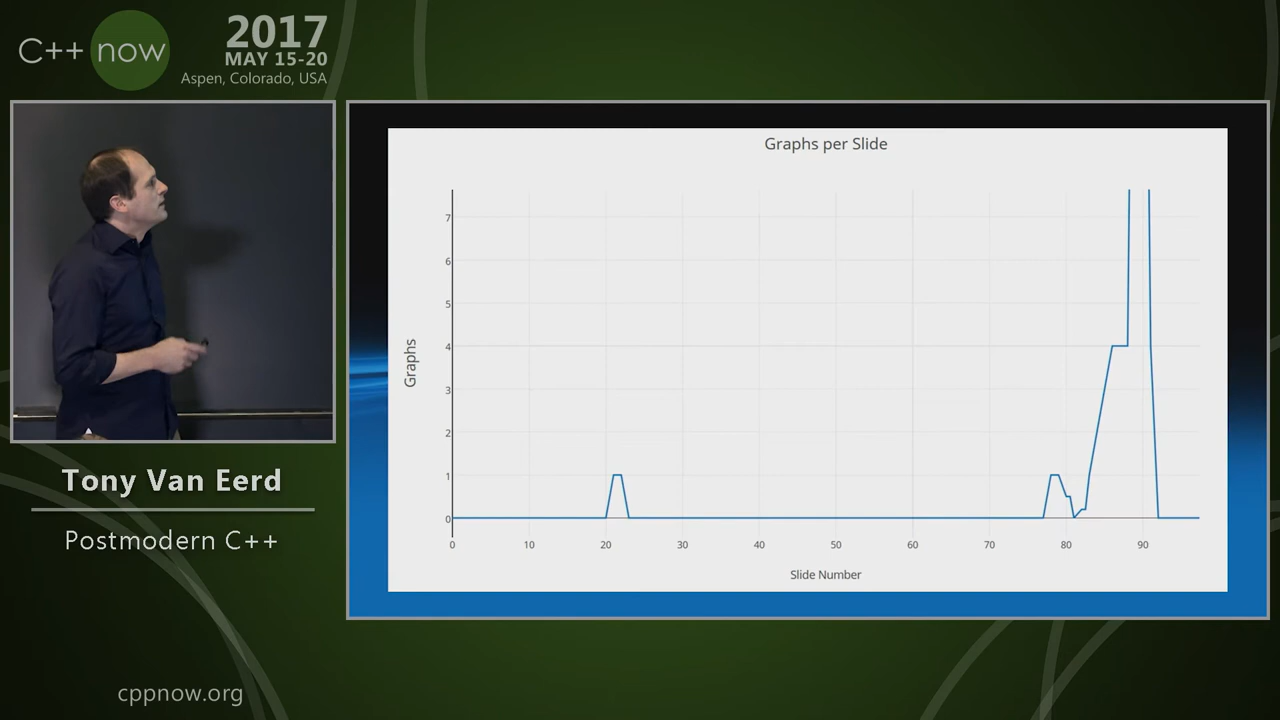 C++ now
2017
MAY 15-20
Aspen, Colorado, USA
Tony Van Eerd
Postmodern C++
cppnow.org
Graphs per Slide
Graphs
7
6
5
4
3
2
1
0
0 10 20 30 40 50 60 70 80 90
Slide Number